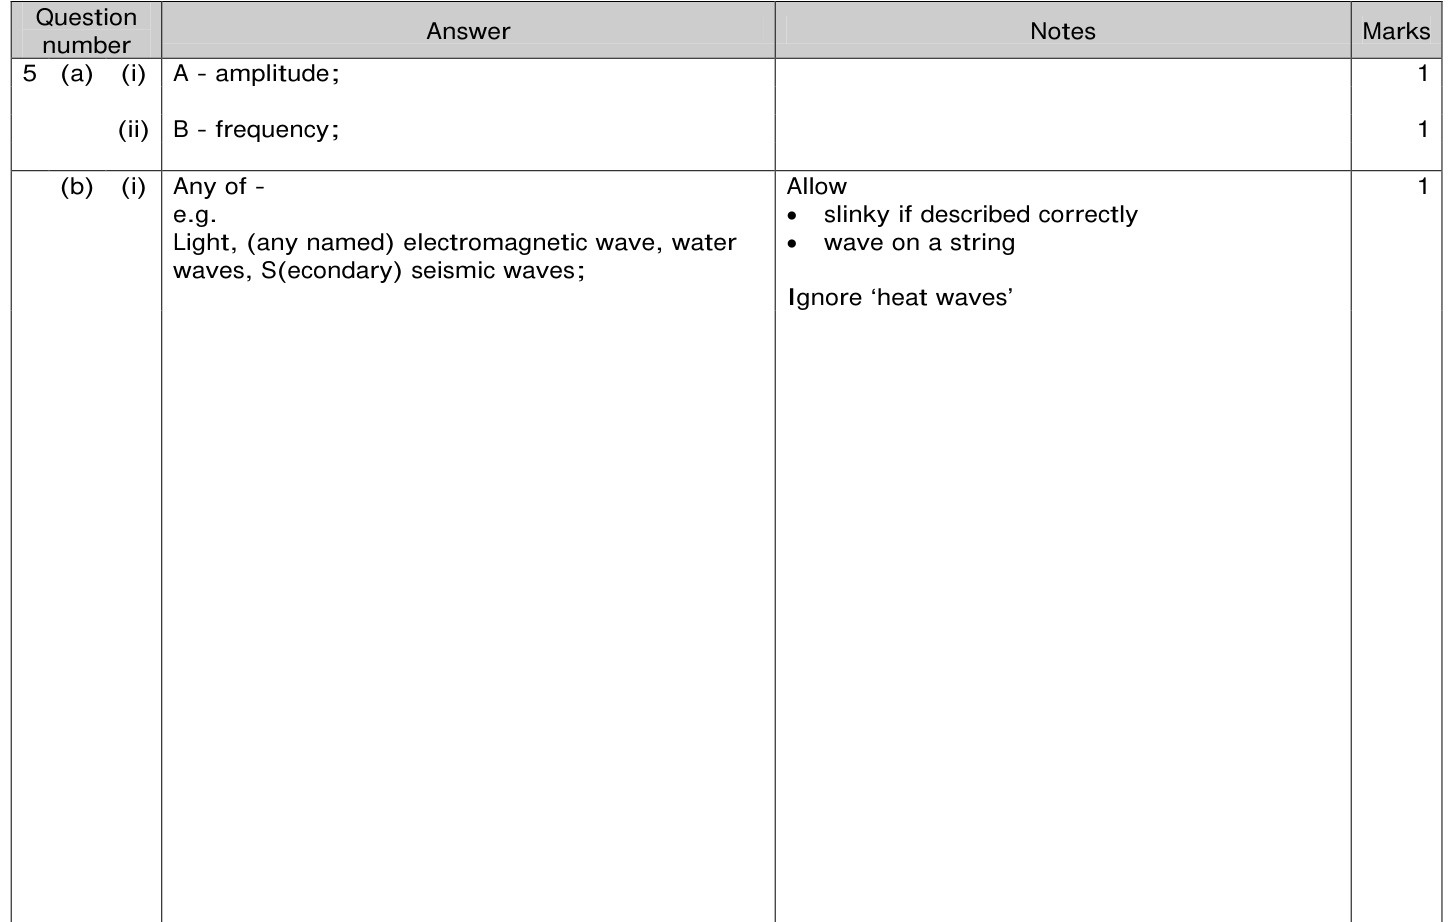 Question number Answer Notes Marks
5 (a) (i) A - amplitude; 1
(ii) B - frequency; 1
(b) (i) Any of - Allow 1
e.g. • slinky if described correctly
Light, (any named) electromagnetic wave, water • wave on a string
waves, S(econdary) seismic waves;
Ignore ‘heat waves’